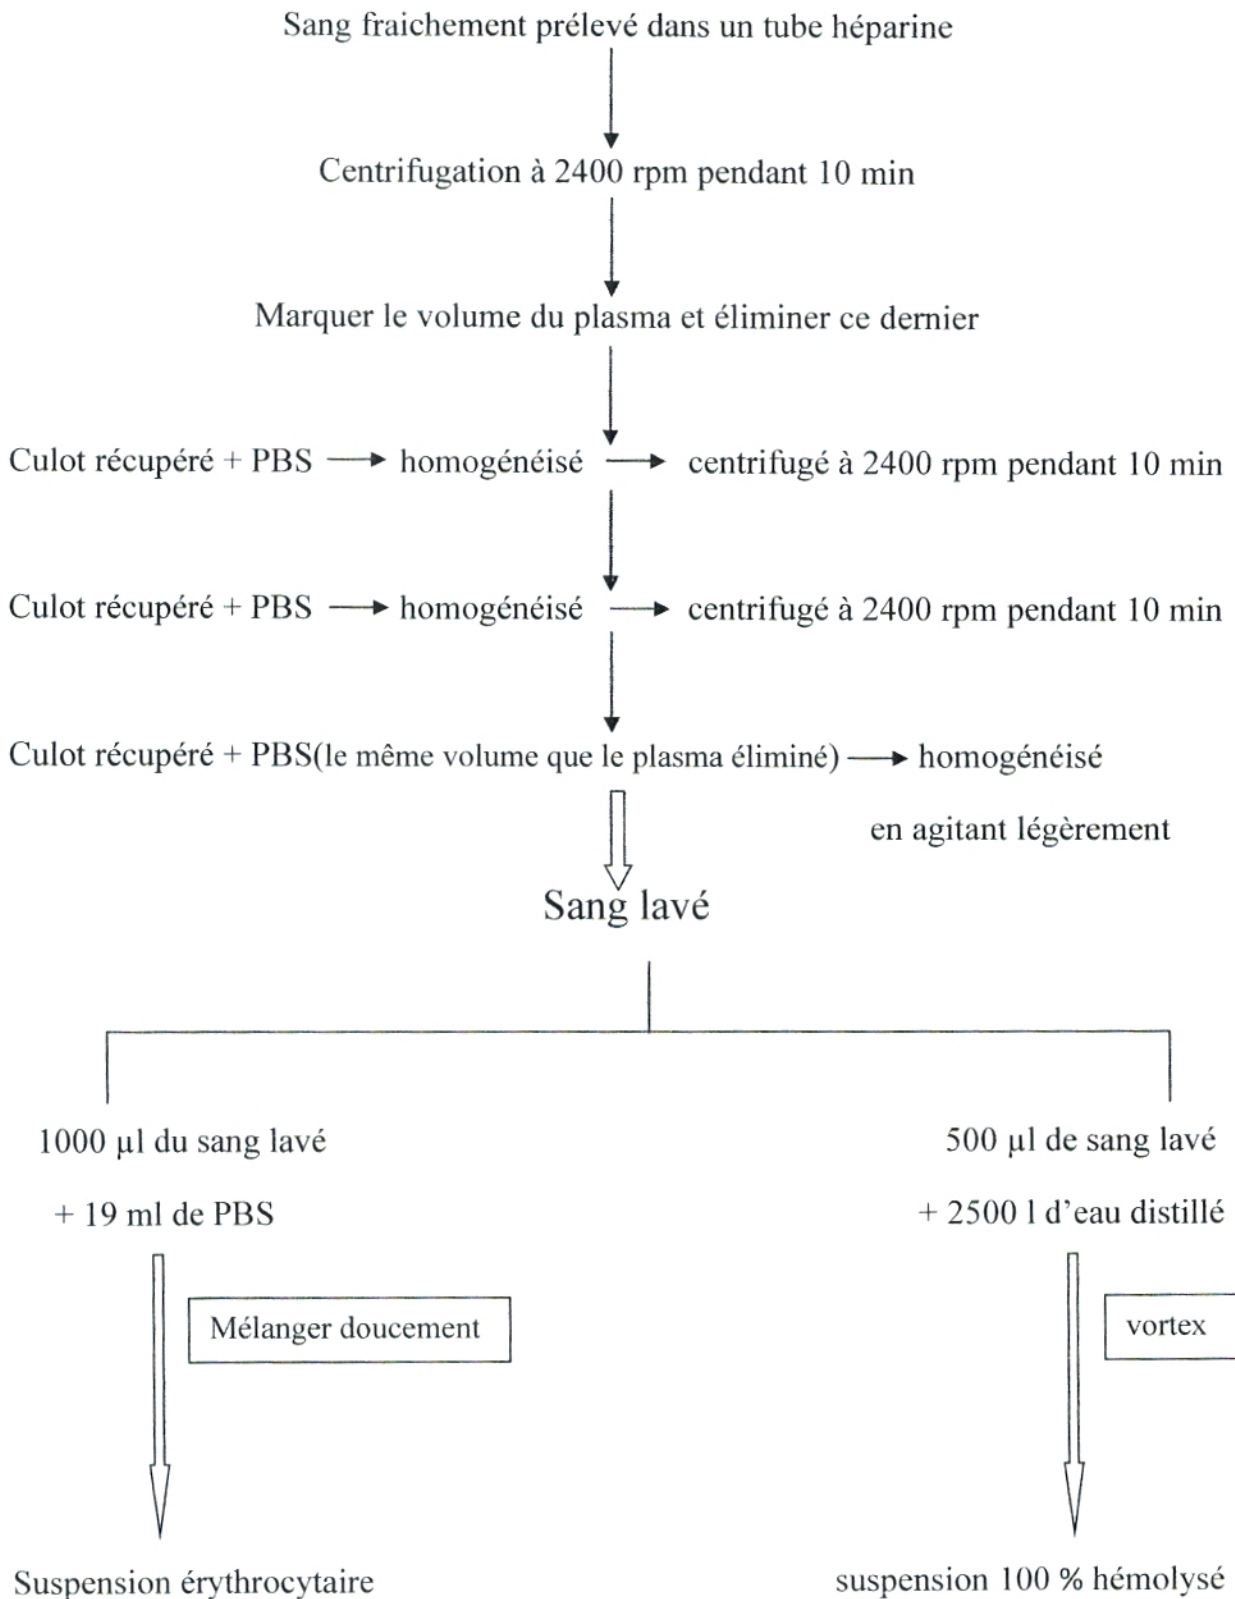 Sang fraichement prélevé dans un tube héparine
Centrifugation à 2400 rpm pendant 10 min
Marquer le volume du plasma et éliminer ce dernier
Culot récupéré + PBS homogénéisé centrifugé à 2400 rpm pendant 10 min
Culot récupéré + PBS homogénéisé centrifugé à 2400 rpm pendant 10 min
Culot récupéré + PBS(le même volume que le plasma éliminé) homogénéisé
en agitant légèrement
Sang lavé
1000 µl du sang lavé
+ 19 ml de PBS
Mélanger doucement
Suspension érythrocytaire
500 µl de sang lavé
+ 2500 l d'eau distillé
vortex
suspension 100 % hémolysé